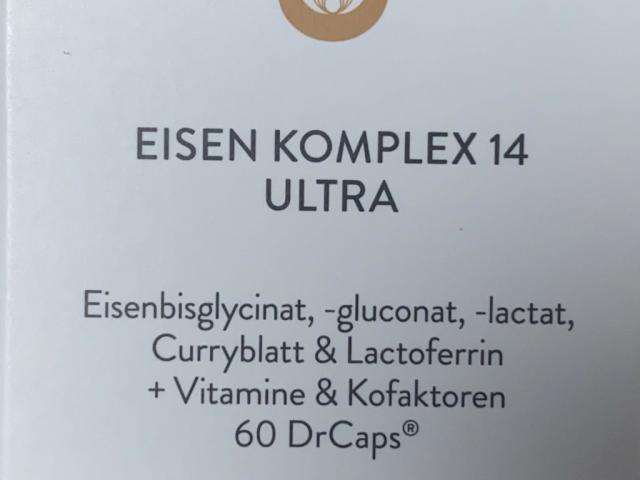 EISEN KOMPLEX 14
ULTRA
Eisenbisglycinat, -gluconat, -lactat,
Curryblatt & Lactoferrin
+ Vitamine & Kofaktoren
60 DrCaps®